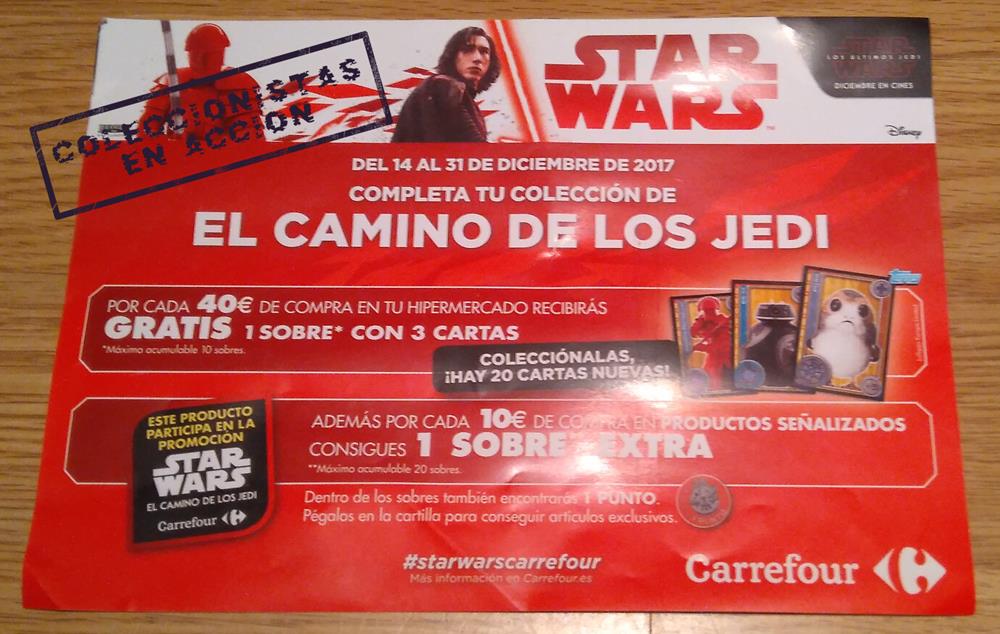 STAR
WARS
TM
STAR
LOS ÚLTIMOS JEDI
WARS
DICIEMBRE EN CINES
Disney
COLECCIONISTAS
EN ACCIÓN
DEL 14 AL 31 DE DICIEMBRE DE 2017
COMPLETA TU COLECCIÓN DE
EL CAMINO DE LOS JEDI
POR CADA 40€ DE COMPRA EN TU HIPERMERCADO RECIBIRÁS
GRATIS 1 SOBRE* CON 3 CARTAS
*Máximo acumulable 10 sobres.
COLECCIÓNALAS,
¡HAY 20 CARTAS NUEVAS!
topps
ESTE PRODUCTO
PARTICIPA EN LA
PROMOCIÓN
STAR
WARS
EL CAMINO DE LOS JEDI
Carrefour
ADEMÁS POR CADA 10€ DE COMPRA EN PRODUCTOS SEÑALIZADOS
CONSIGUES 1 SOBRE** EXTRA
**Máximo acumulable 20 sobres.
Dentro de los sobres también encontrarás 1 PUNTO.
Pégalos en la cartilla para conseguir artículos exclusivos.
#starwarscarrefour
Más información en Carrefour.es
Carrefour